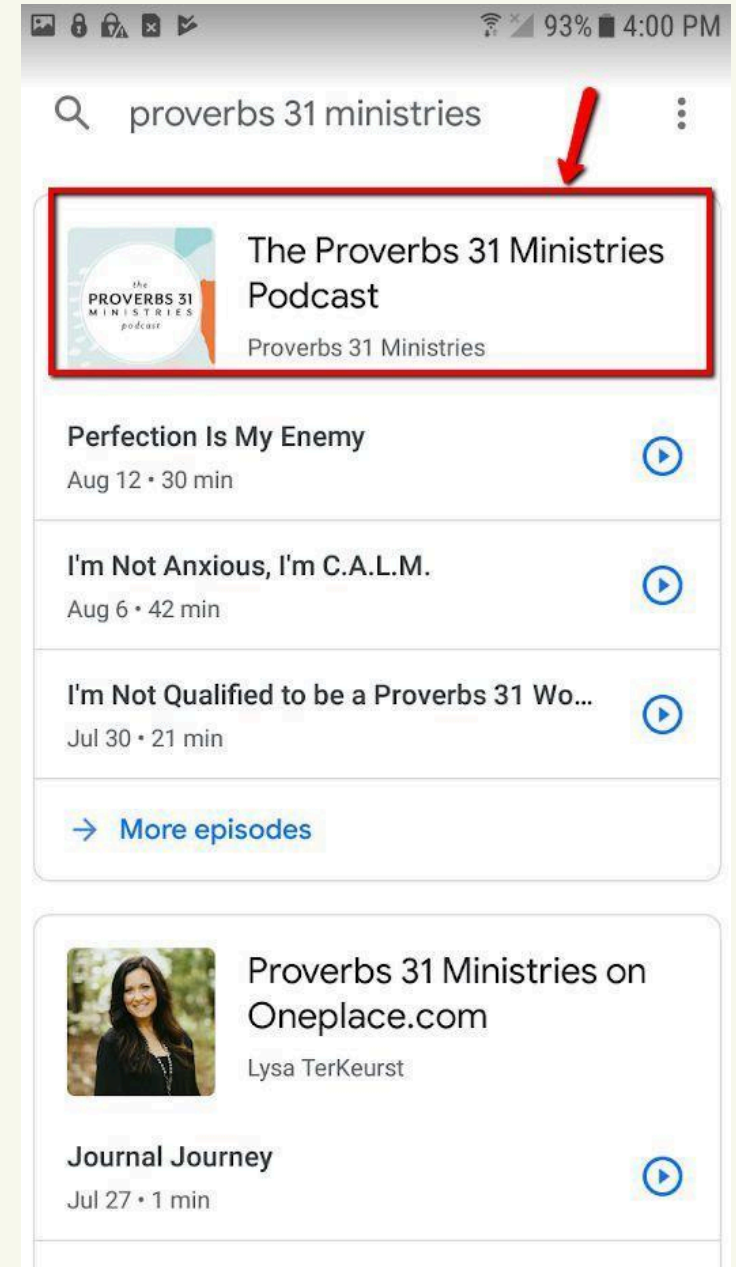 93% 4:00 PM
proverbs 31 ministries
the
PROVERBS 31
MINISTRIES
podcast
The Proverbs 31 Ministries
Podcast
Proverbs 31 Ministries
Perfection Is My Enemy
Aug 12 • 30 min
I'm Not Anxious, I'm C.A.L.M.
Aug 6 • 42 min
I'm Not Qualified to be a Proverbs 31 Wo...
Jul 30 • 21 min
More episodes
Proverbs 31 Ministries on
Oneplace.com
Lysa TerKeurst
Journal Journey
Jul 27 • 1 min